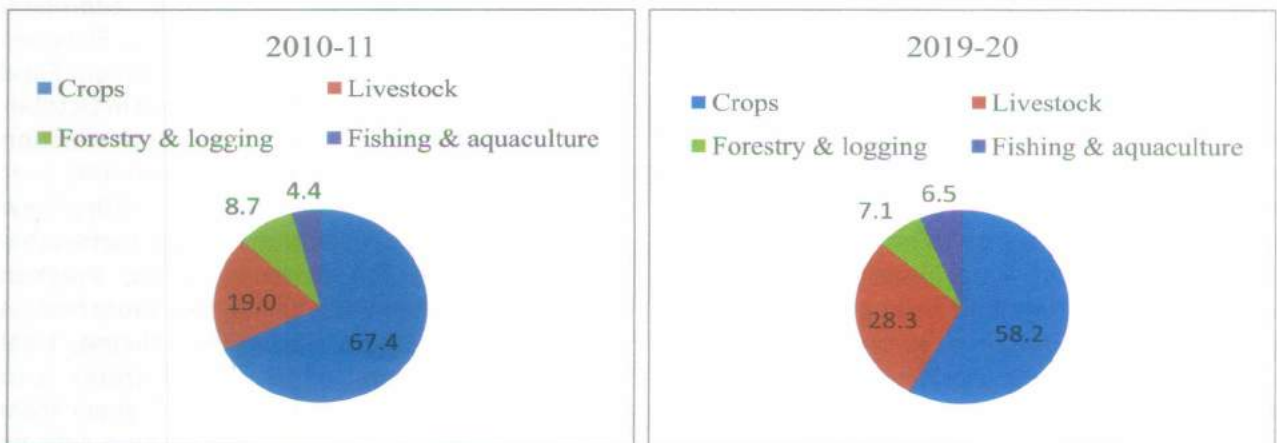 2010-11
Crops
Livestock
Forestry & logging
Fishing & aquaculture
8.7
4.4
19.0
67.4
2019-20
Crops
Livestock
Forestry & logging
Fishing & aquaculture
7.1
6.5
28.3
58.2